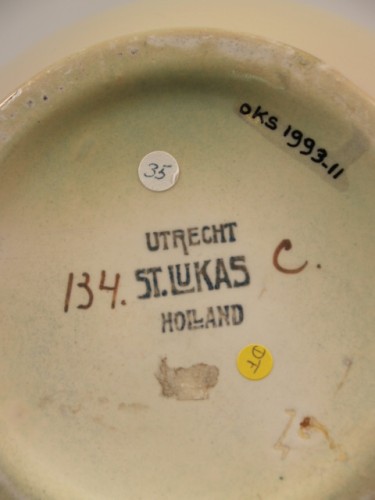 OKS 1993-11
35
UTRECHT
134. ST. LUKAS C.
HOLLAND
DT